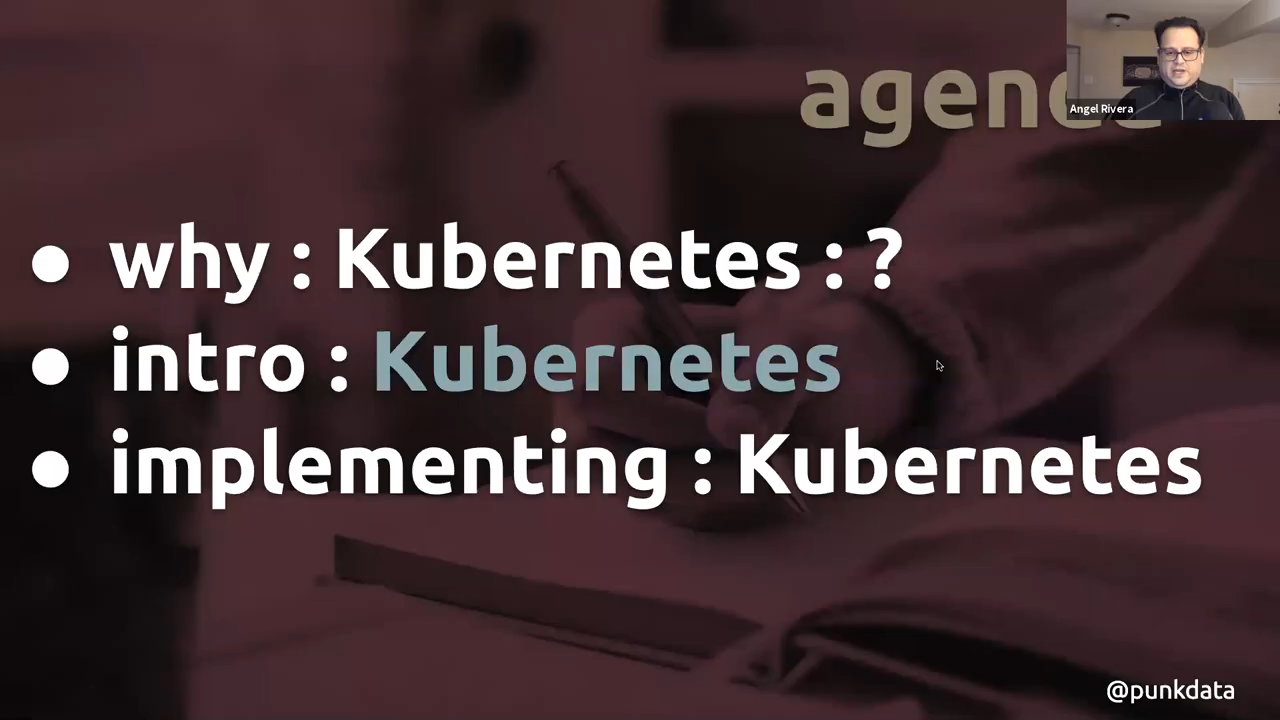 Angel Rivera
● why : Kubernetes : ?
● intro : Kubernetes
● implementing : Kubernetes
@punkdata